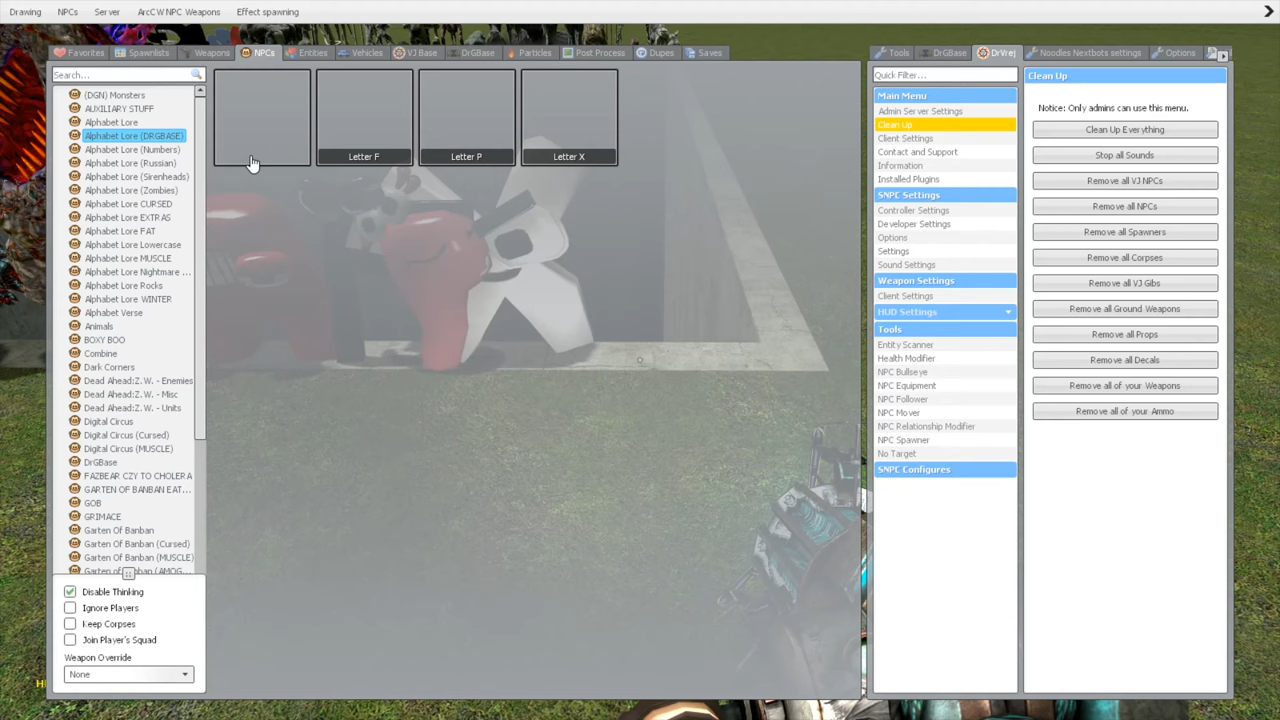 Drawing NPCs Server ArcCW NPC Weapons Effect spawning
Favorites Spawnlists Weapons NPCs Entities Vehicles VJ Base DrGBase Particles Post Process Dupes Saves
Search...
(DGN) Monsters
AUXILIARY STUFF
Alphabet Lore
Alphabet Lore (DRGBASE)
Alphabet Lore (Numbers)
Alphabet Lore (Russian)
Alphabet Lore (Sirenheads)
Alphabet Lore (Zombies)
Alphabet Lore CURSED
Alphabet Lore EXTRAS
Alphabet Lore FAT
Alphabet Lore Lowercase
Alphabet Lore MUSCLE
Alphabet Lore Nightmare ...
Alphabet Lore Rocks
Alphabet Lore WINTER
Alphabet Verse
Animals
BOXY BOO
Combine
Dark Corners
Dead Ahead:Z.W. - Enemies
Dead Ahead:Z.W. - Misc
Dead Ahead:Z.W. - Units
Digital Circus
Digital Circus (Cursed)
Digital Circus (MUSCLE)
DrGBase
FAZBEAR CZY TO CHOLERA
GARTEN OF BANBAN EAT...
GOB
GRIMACE
Garten Of Banban
Garten Of Banban (Cursed)
Garten Of Banban (MUSCLE)
Garten of Banban (AMOG...
Disable Thinking
Ignore Players
Keep Corpses
Join Player's Squad
Weapon Override
None
Letter F Letter P Letter X
Tools DrGBase DrVrej Noodles Nextbots settings Options
Quick Filter...
Main Menu
Admin Server Settings
Clean Up
Client Settings
Contact and Support
Information
Installed Plugins
SNPC Settings
Controller Settings
Developer Settings
Options
Settings
Sound Settings
Weapon Settings
Client Settings
HUD Settings
Tools
Entity Scanner
Health Modifier
NPC Bullseye
NPC Equipment
NPC Follower
NPC Mover
NPC Relationship Modifier
NPC Spawner
No Target
SNPC Configures
Clean Up
Notice: Only admins can use this menu.
Clean Up Everything
Stop all Sounds
Remove all VJ NPCs
Remove all NPCs
Remove all Spawners
Remove all Corpses
Remove all VJ Gibs
Remove all Ground Weapons
Remove all Props
Remove all Decals
Remove all of your Weapons
Remove all of your Ammo